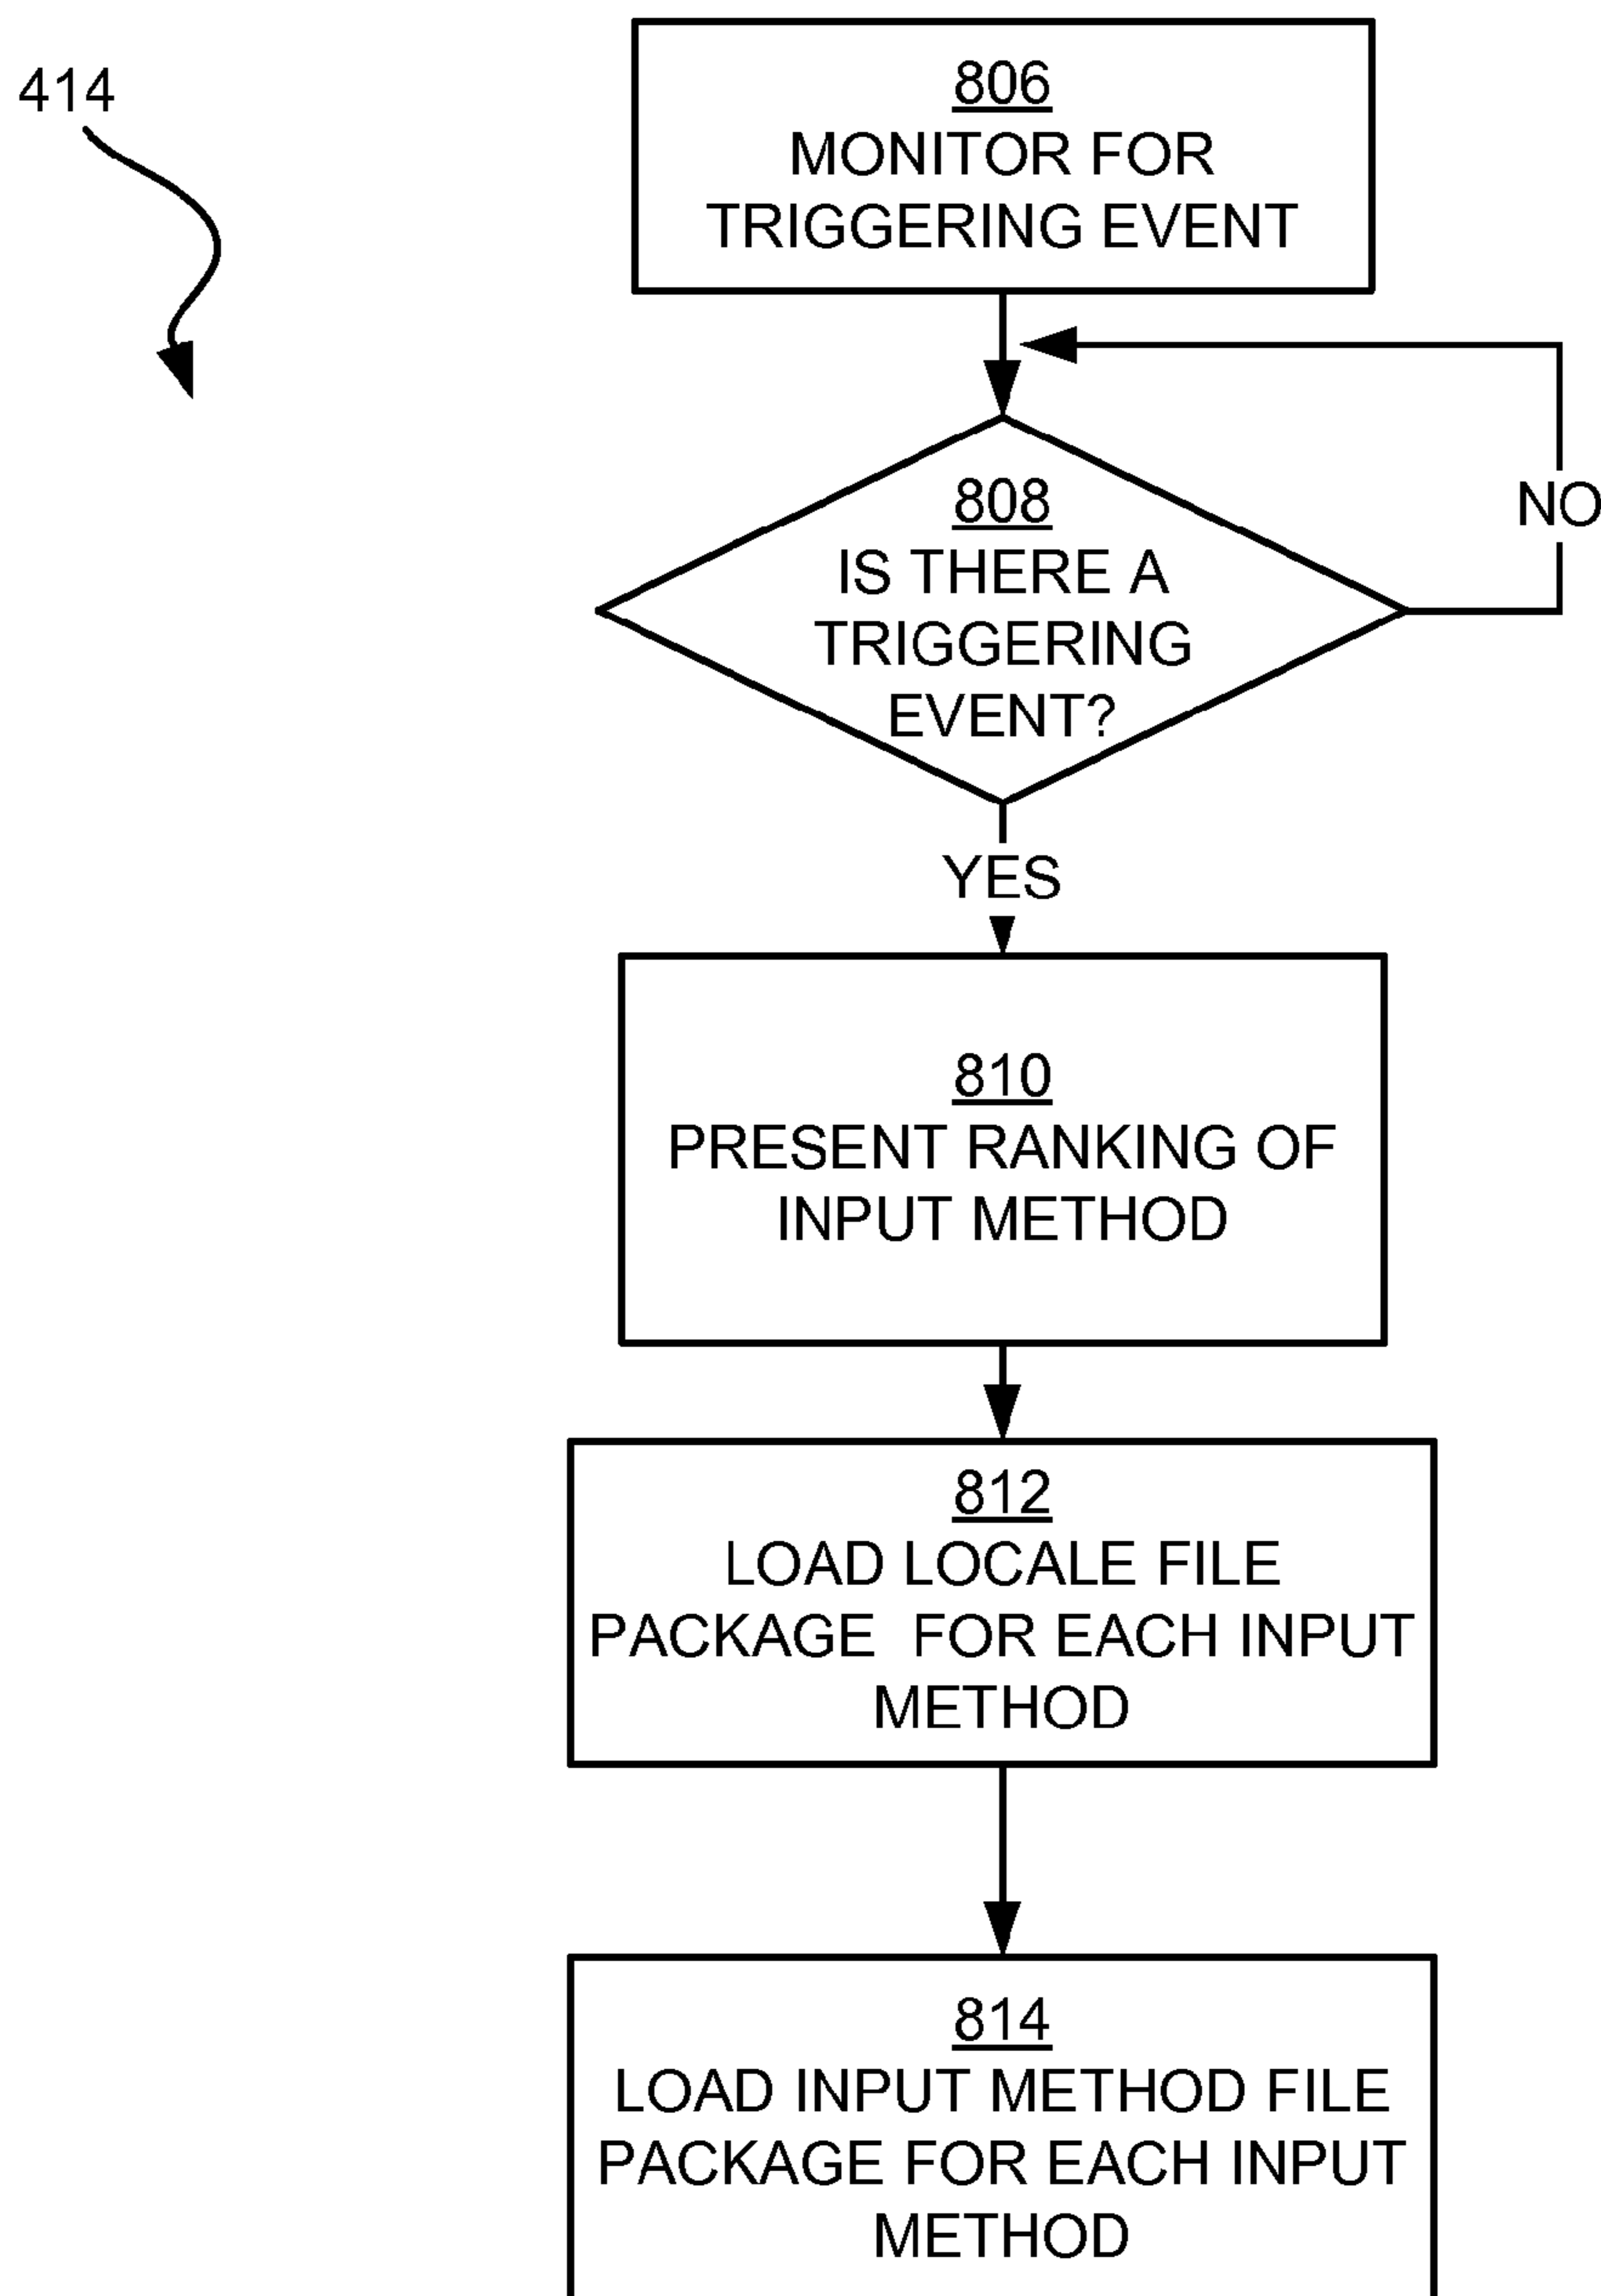 414
806
MONITOR FOR
TRIGGERING EVENT
808
IS THERE A
TRIGGERING
EVENT?
NO
YES
810
PRESENT RANKING OF
INPUT METHOD
812
LOAD LOCALE FILE
PACKAGE FOR EACH INPUT
METHOD
814
LOAD INPUT METHOD FILE
PACKAGE FOR EACH INPUT
METHOD